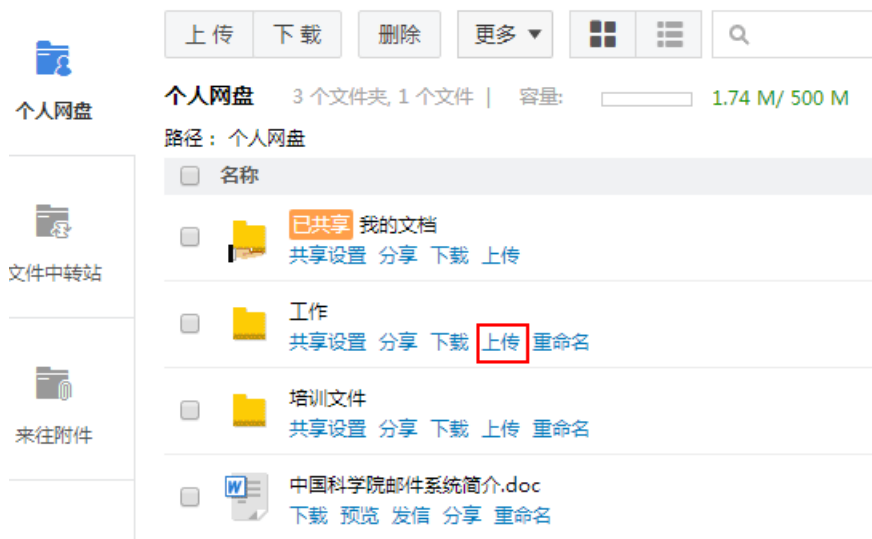 上传 下载 删除 更多
个人网盘
个人网盘 3 个文件夹, 1 个文件 | 容量: 1.74 M/ 500 M
路径： 个人网盘
名称
已共享 我的文档
共享设置 分享 下载 上传
文件中转站
工作
共享设置 分享 下载 上传 重命名
培训文件
共享设置 分享 下载 上传 重命名
来往附件
中国科学院邮件系统简介.doc
下载 预览 发信 分享 重命名